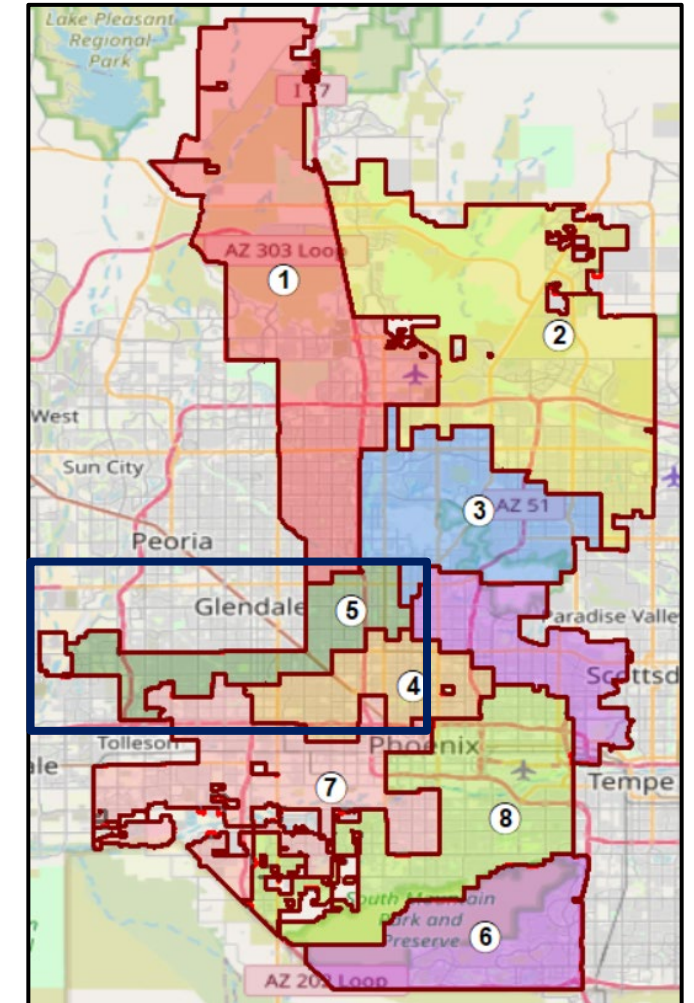 Lake Pleasant
Regional
Park
I 17
AZ 303 Loop
1
2
West
Sun City
3
AZ 51
Peoria
Glendale
5
Paradise Valle
4
Scottsd
Tolleson
Phoenix
ale
7
Tempe
8
South Mountain
Park and
Preserve
6
AZ 202 Loop